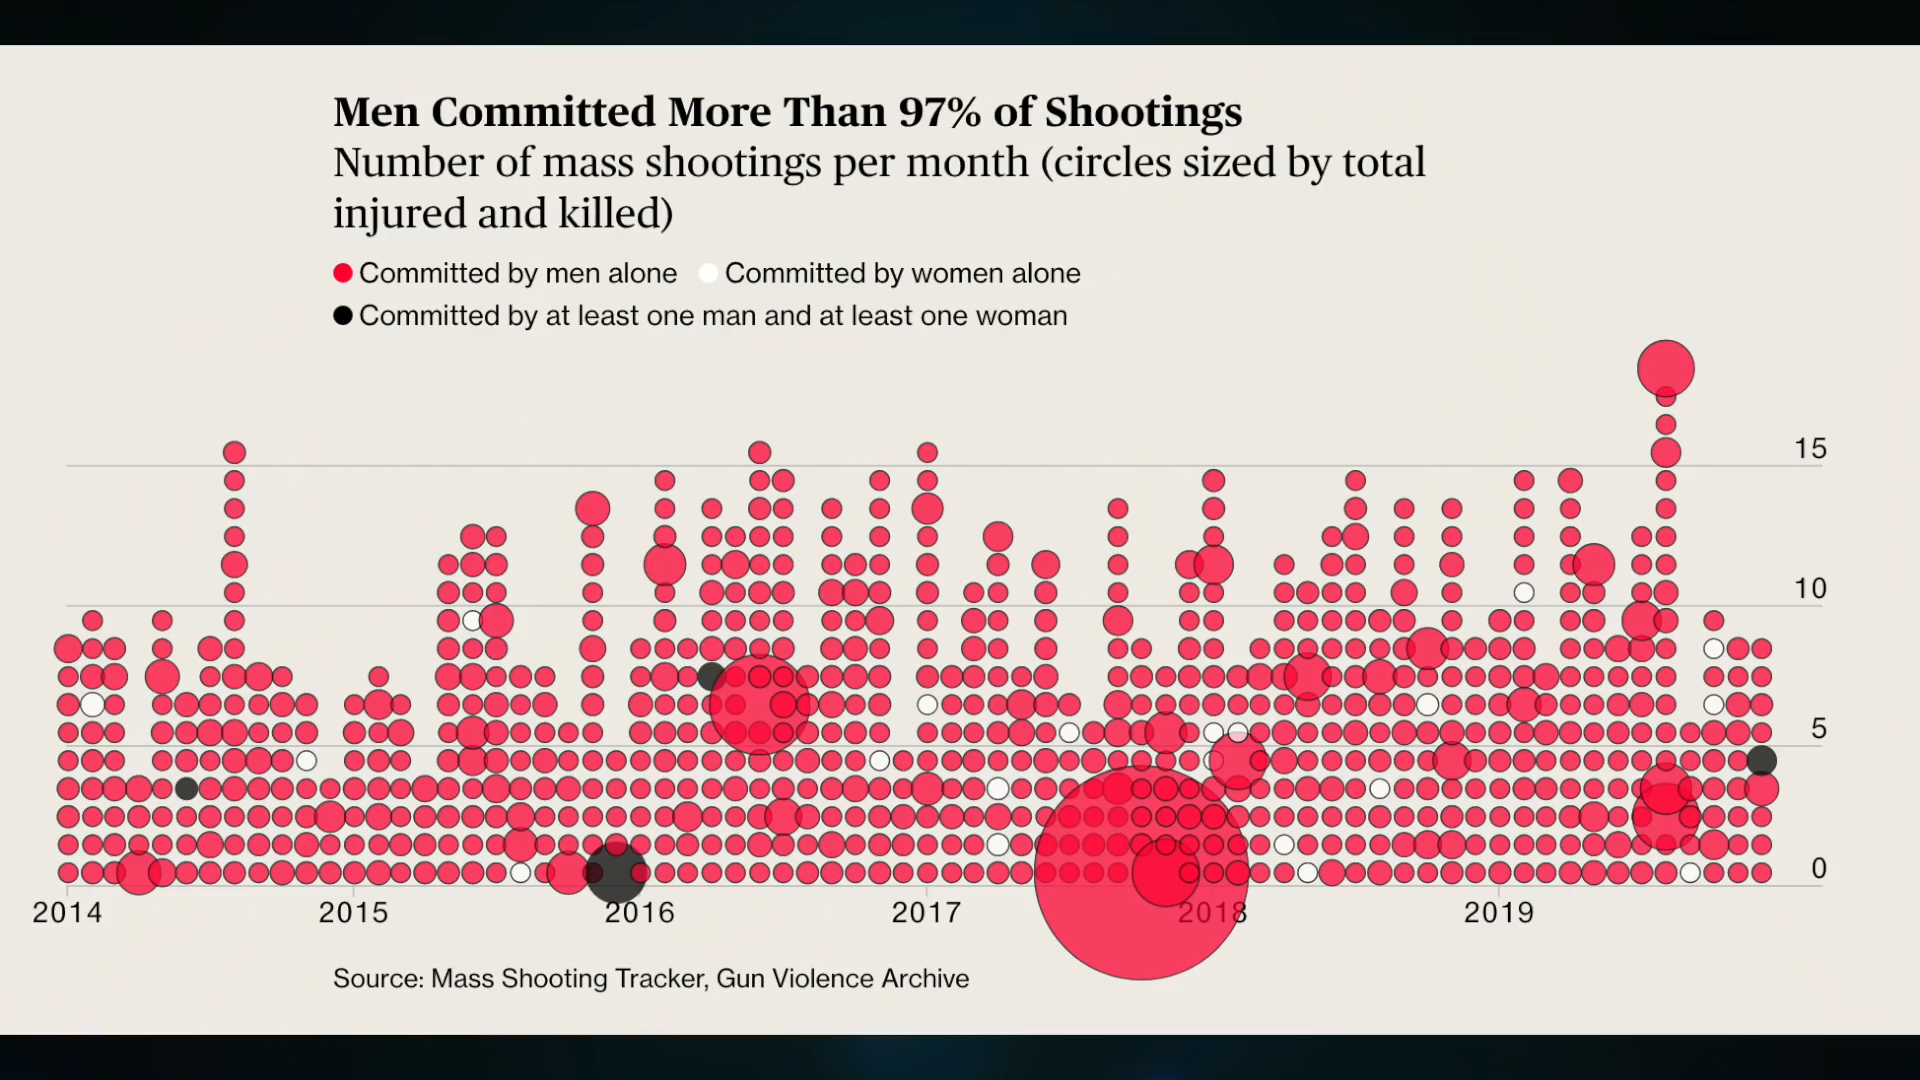 Men Committed More Than 97% of Shootings
Number of mass shootings per month (circles sized by total
injured and killed)
Committed by men alone Committed by women alone
Committed by at least one man and at least one woman
15
10
5
0
2014 2015 2016 2017 2018 2019
Source: Mass Shooting Tracker, Gun Violence Archive